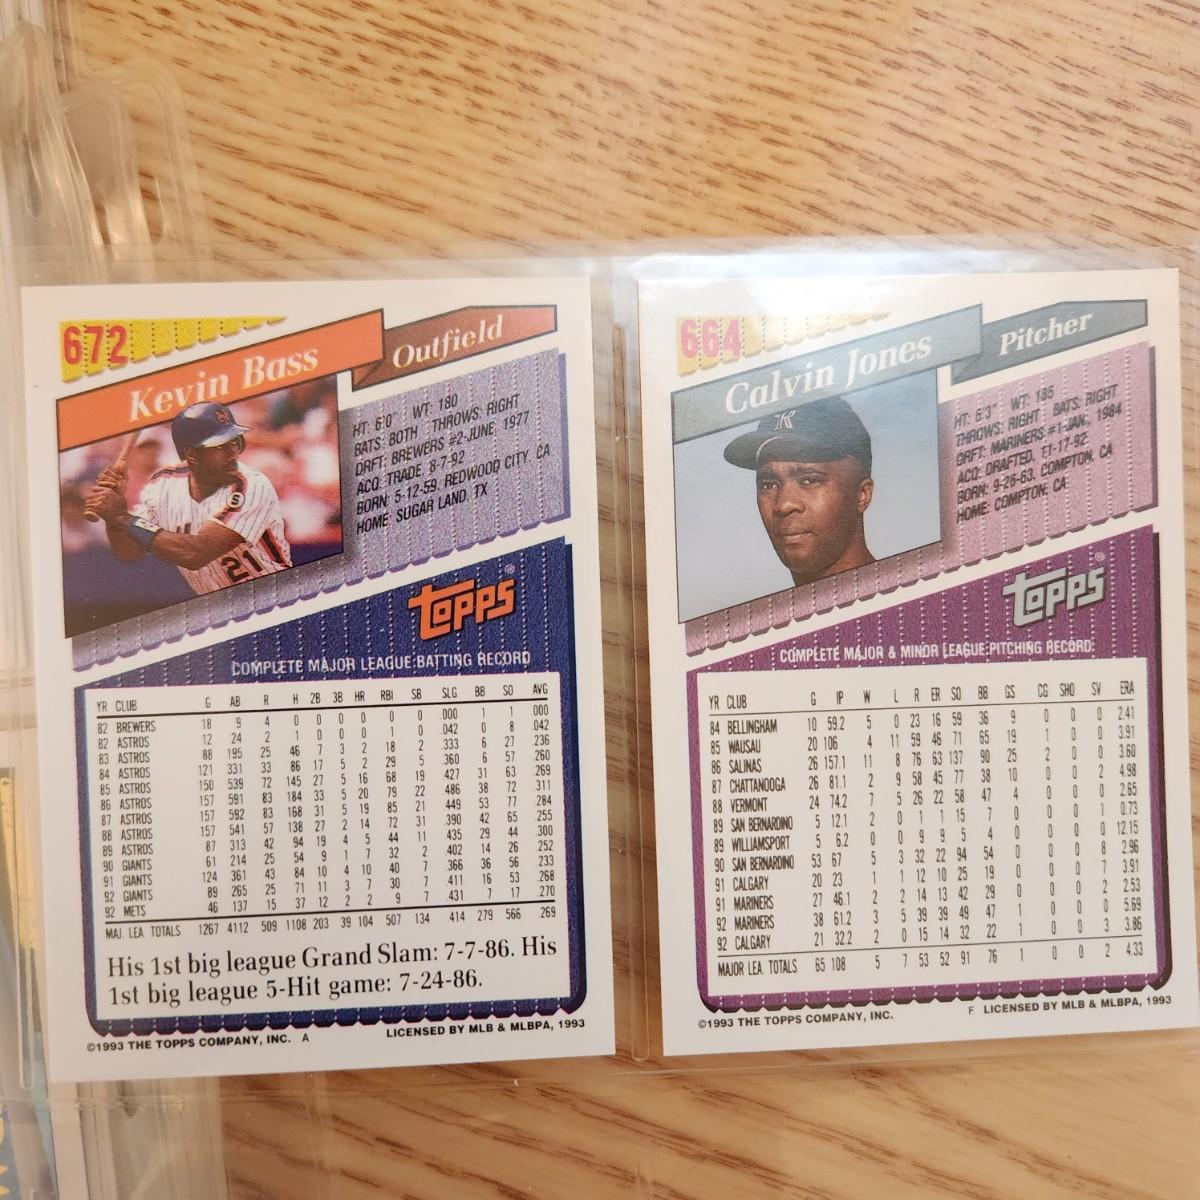 672
Kevin Bass
Outfield
HT: 6'0" WT: 180
BATS: BOTH THROWS: RIGHT
DRFT: BREWERS #2-JUNE, 1977
ACQ: TRADE, 8-7-92
BORN: 5-12-59, REDWOOD CITY, CA
HOME: SUGAR LAND, TX
21
Topps®
COMPLETE MAJOR LEAGUE BATTING RECORD
YR CLUB G AB R H 2B 3B HR RBI SB SLG BB SO AVG
82 BREWERS 18 9 4 0 0 0 0 0 0 .000 1 1 .000
82 ASTROS 12 24 2 1 0 0 0 1 0 .042 0 8 .042
83 ASTROS 88 195 25 46 7 3 2 18 2 .333 6 27 .236
84 ASTROS 121 331 33 86 17 5 2 29 5 .360 6 57 .260
85 ASTROS 150 539 72 145 27 5 16 68 19 .427 31 63 .269
86 ASTROS 157 591 83 184 33 5 20 79 22 .486 38 72 .311
87 ASTROS 157 592 83 168 31 5 19 85 21 .449 53 77 .284
88 ASTROS 157 541 57 138 27 2 14 72 31 .390 42 65 .255
89 ASTROS 87 313 42 94 19 4 5 44 11 .435 29 44 .300
90 GIANTS 61 214 25 54 9 1 7 32 2 .402 14 26 .252
91 GIANTS 124 361 43 84 10 4 10 40 7 .366 36 56 .233
92 GIANTS 89 265 25 71 11 3 7 30 7 .411 16 53 .268
92 METS 46 137 15 37 12 2 2 9 7 .431 7 17 .270
MAJ. LEA. TOTALS 1267 4112 509 1108 203 39 104 507 134 .414 279 566 .269
His 1st big league Grand Slam: 7-7-86. His
1st big league 5-Hit game: 7-24-86.
©1993 THE TOPPS COMPANY, INC. A LICENSED BY MLB & MLBPA, 1993
664
Calvin Jones
Pitcher
HT: 6'3" WT: 185
THROWS: RIGHT BATS: RIGHT
DRFT: MARINERS #1-JAN., 1984
ACQ: DRAFTED, 11-17-92
BORN: 9-26-63, COMPTON, CA
HOME: COMPTON, CA
Topps®
COMPLETE MAJOR & MINOR LEAGUE PITCHING RECORD
YR CLUB G IP W L R ER SO BB GS CG SHO SV ERA
84 BELLINGHAM 10 59.2 5 0 23 16 59 36 9 0 0 0 2.41
85 WAUSAU 20 106 4 11 59 46 71 65 19 1 0 0 3.91
86 SALINAS 26 157.1 11 8 76 63 137 90 25 2 0 0 3.60
87 CHATTANOOGA 26 81.1 2 9 58 45 77 38 10 0 0 2 4.98
88 VERMONT 24 74.2 7 5 26 22 58 47 4 0 0 0 2.65
89 SAN BERNARDINO 5 12.1 2 0 1 1 15 7 0 0 0 1 0.73
89 WILLIAMSPORT 5 6.2 0 0 9 9 5 4 0 0 0 0 12.15
90 SAN BERNARDINO 53 67 5 3 32 22 94 54 0 0 0 8 2.96
91 CALGARY 20 23 1 1 12 10 25 19 0 0 0 7 3.91
91 MARINERS 27 46.1 2 2 14 13 42 29 0 0 0 2 2.53
92 MARINERS 38 61.2 3 5 39 39 49 47 1 0 0 0 5.69
92 CALGARY 21 32.2 2 0 15 14 32 22 1 0 0 3 3.86
MAJOR LEA. TOTALS 65 108 5 7 53 52 91 76 1 0 0 2 4.33
©1993 THE TOPPS COMPANY, INC. F LICENSED BY MLB & MLBPA, 1993